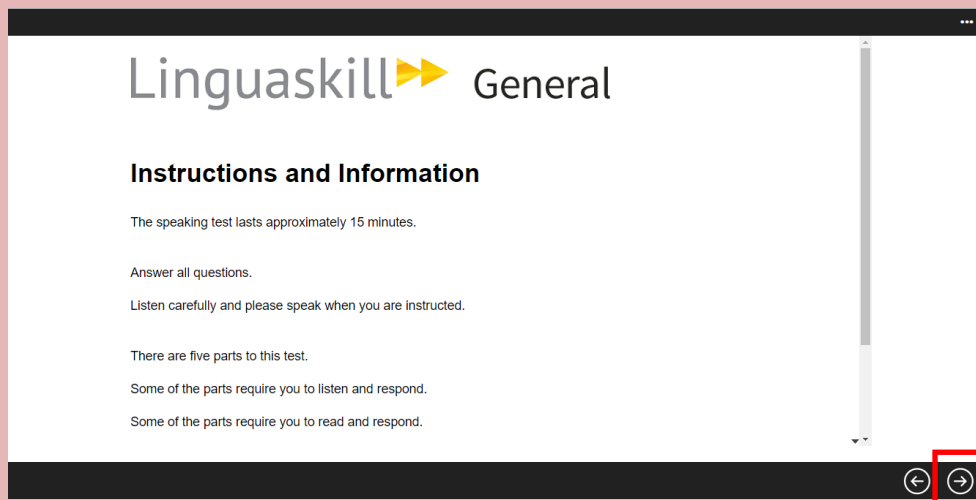 Linguaskill General
Instructions and Information
The speaking test lasts approximately 15 minutes.
Answer all questions.
Listen carefully and please speak when you are instructed.
There are five parts to this test.
Some of the parts require you to listen and respond.
Some of the parts require you to read and respond.